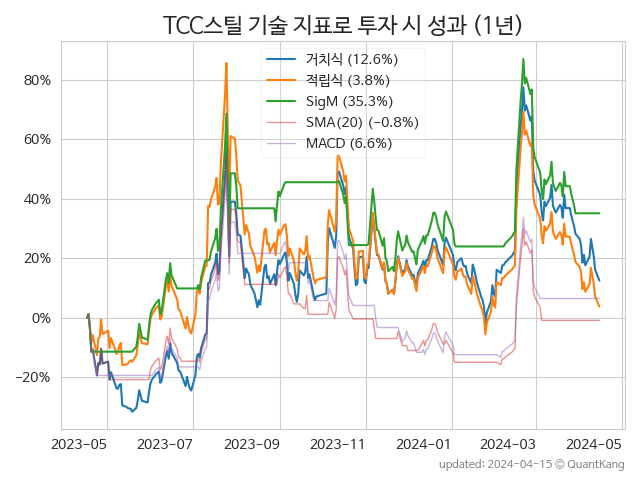 TCC스틸 기술 지표로 투자 시 성과 (1년)
거치식 (12.6%)
적립식 (3.8%)
SigM (35.3%)
SMA(20) (−0.8%)
MACD (6.6%)
80%
60%
40%
20%
0%
−20%
2023-05 2023-07 2023-09 2023-11 2024-01 2024-03 2024-05
updated: 2024-04-15 © QuantKang